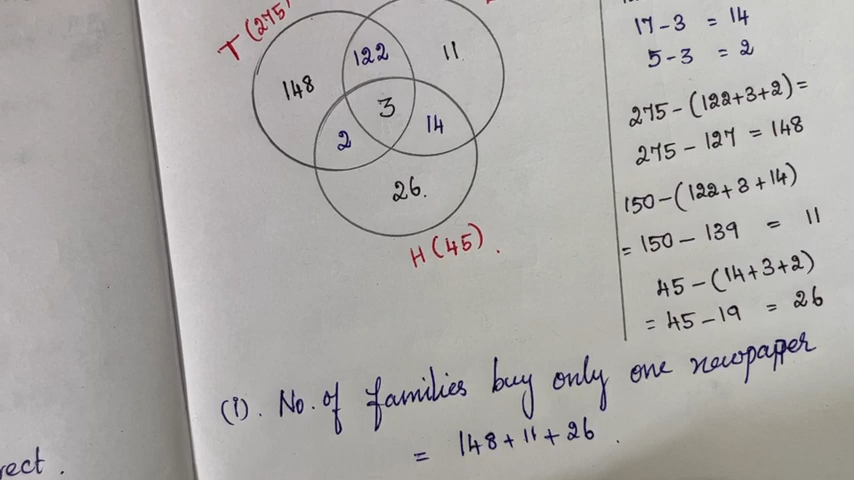 T (275)
148
122
11.
3
2
14
26.
H (45).
17-3 = 14
5-3 = 2
275-(122+3+2)=
275-127 = 148
150-(122+3+14)
= 150-139 = 11
45-(14+3+2)
= 45-19 = 26
(i). No. of families buy only one newpapper
= 148+11+26.
rect.